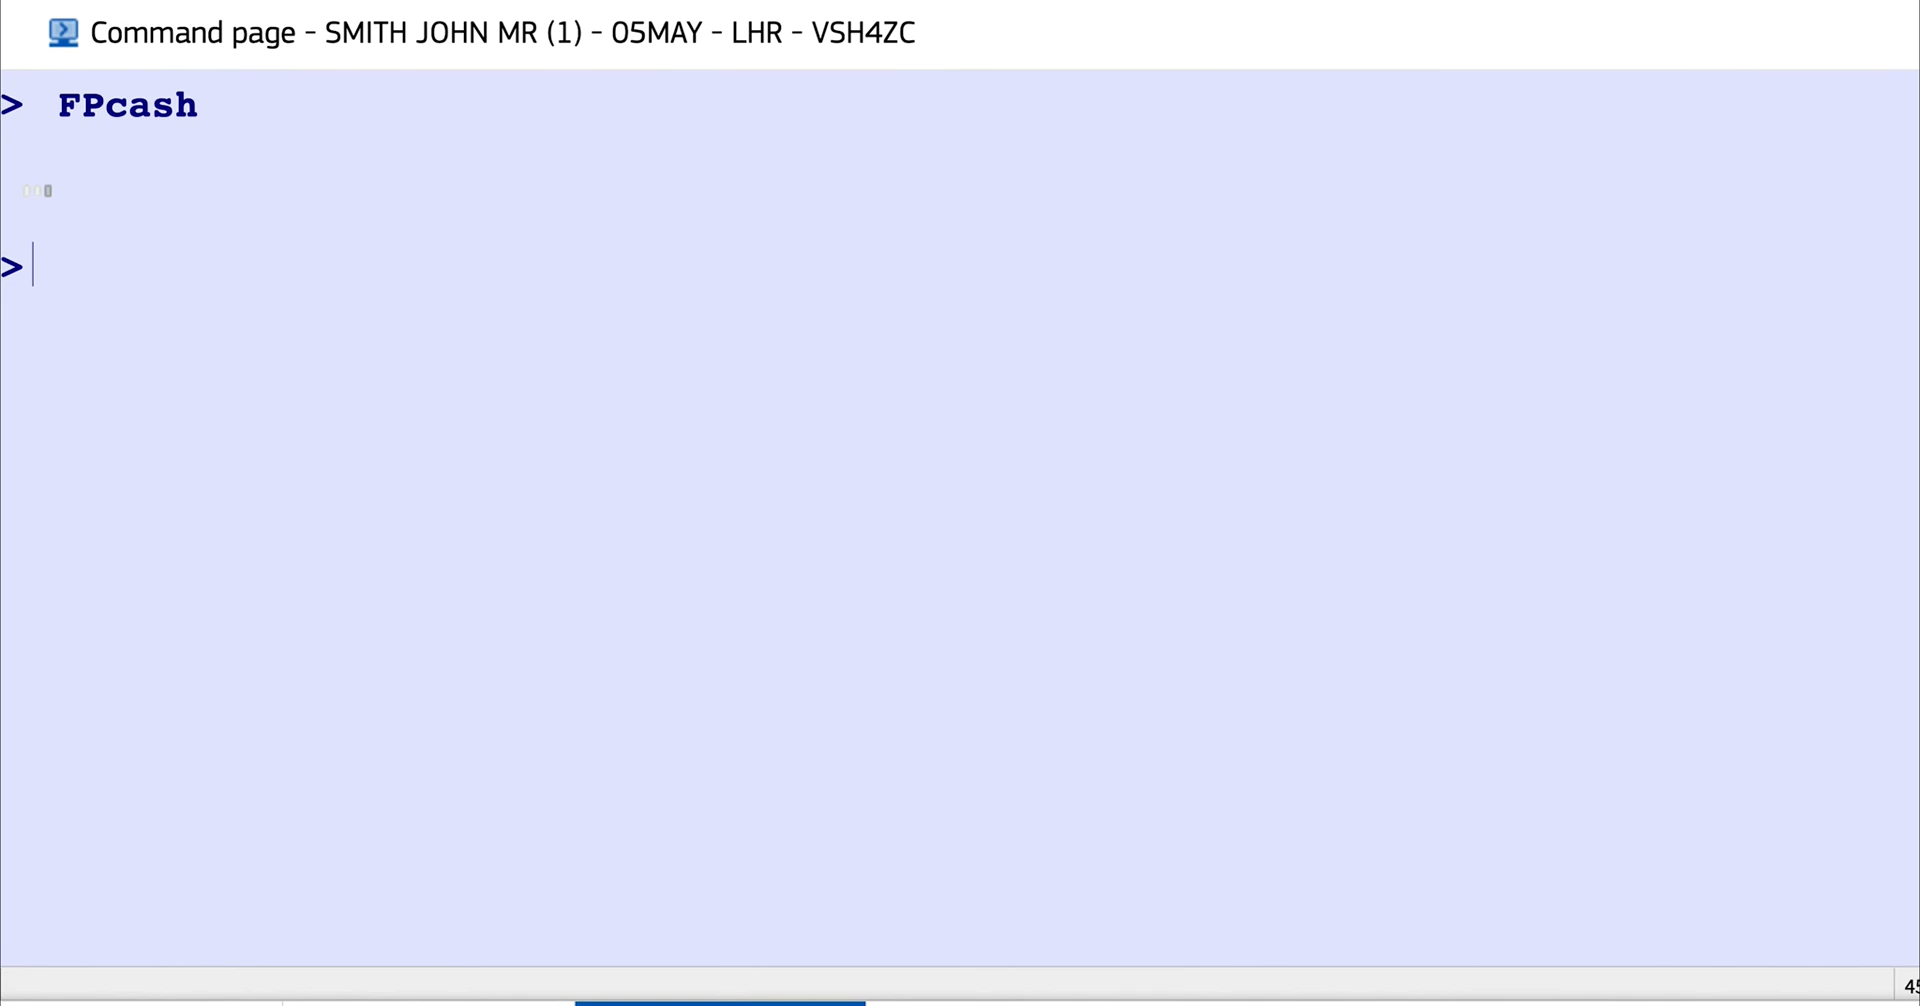 Command page - SMITH JOHN MR (1) - 05MAY - LHR - VSH4ZC
> FPcash
>